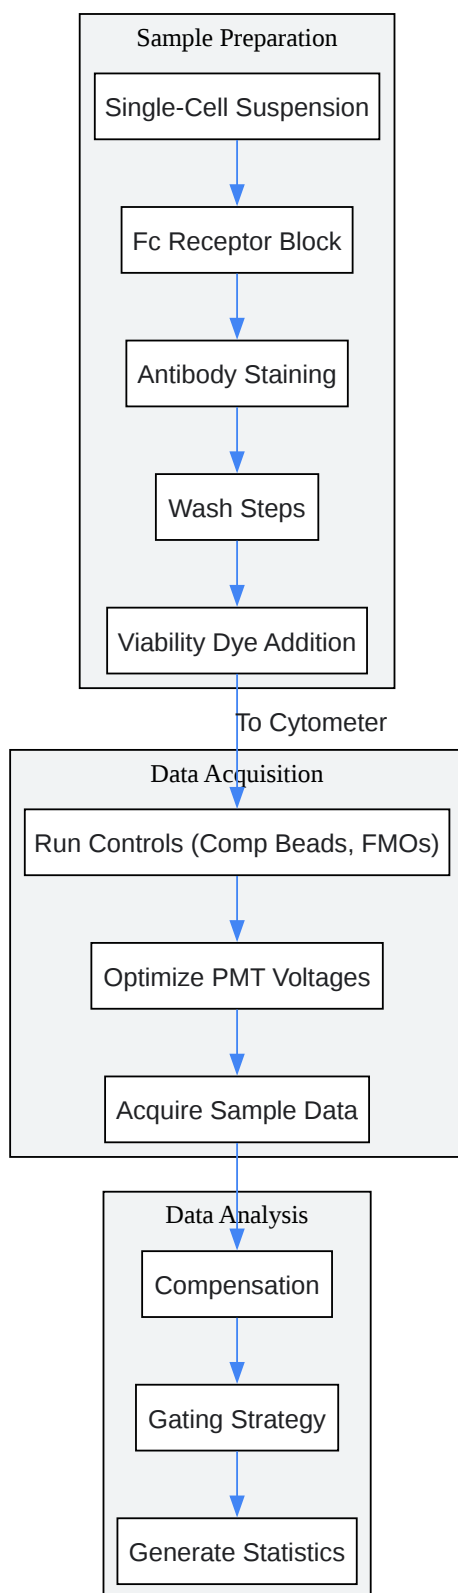 Sample Preparation
Single-Cell Suspension
Fc Receptor Block
Antibody Staining
Wash Steps
Viability Dye Addition
To Cytometer
Data Acquisition
Run Controls (Comp Beads, FMOs)
Optimize PMT Voltages
Acquire Sample Data
Data Analysis
Compensation
Gating Strategy
Generate Statistics